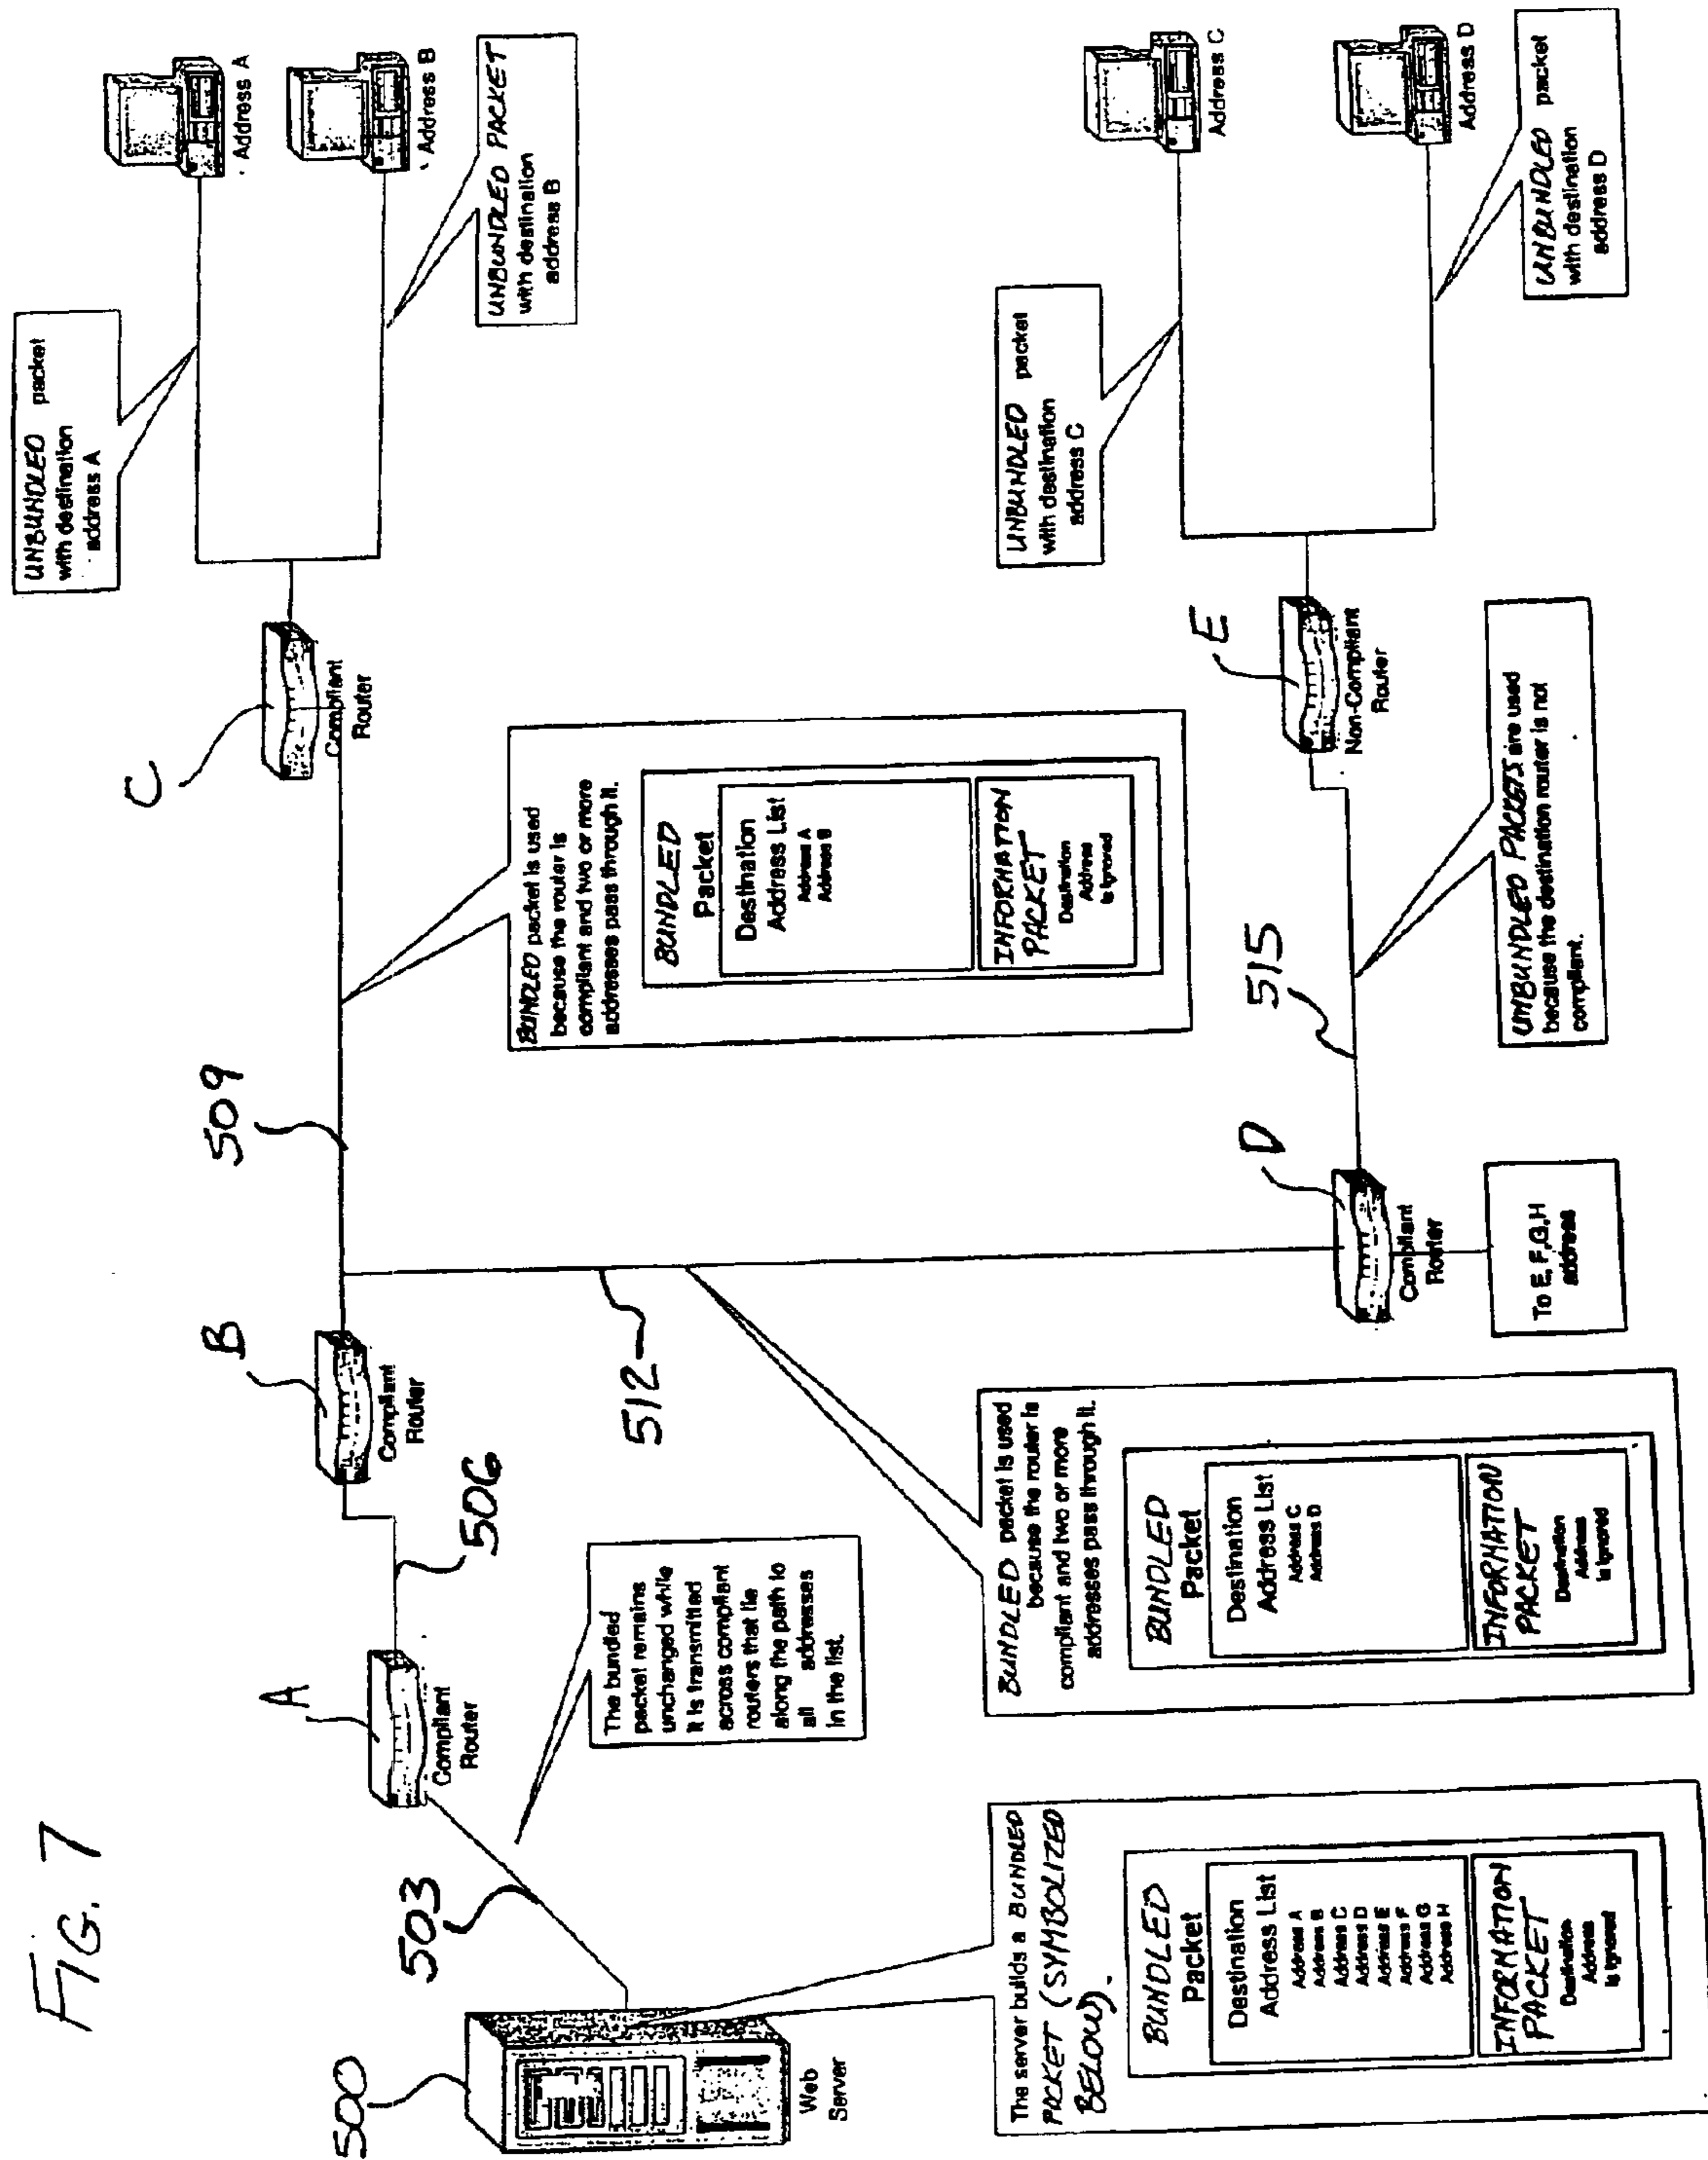 FIG. 7
500
Web
Server
503
The server builds a BUNDLED
PACKET (SYMBOLIZED
BELOW).
BUNDLED
Packet
Destination
Address List
Address A
Address B
Address C
Address D
Address E
Address F
Address G
Address H
INFORMATION
PACKET
Destination
Address
is ignored
A
Compliant
Router
The bundled
packet remains
unchanged while
it is transmitted
across compliant
routers that lie
along the path to
all addresses
in the list.
506
B
Compliant
Router
512
BUNDLED packet is used
because the router is
compliant and two or more
addresses pass through it.
BUNDLED
Packet
Destination
Address List
Address C
Address D
INFORMATION
PACKET
Destination
Address
is ignored
509
BUNDLED packet is used
because the router is
compliant and two or more
addresses pass through it.
BUNDLED
Packet
Destination
Address List
Address A
Address B
INFORMATION
PACKET
Destination
Address
is ignored
C
Compliant
Router
UNBUNDLED packet
with destination
address A
Address A
Address B
UNBUNDLED PACKET
with destination
address B
D
Compliant
Router
To E,F,G,H
address
515
UNBUNDLED PACKETS are used
because the destination router is not
compliant.
E
Non-Compliant
Router
UNBUNDLED packet
with destination
address C
Address C
Address D
UNBUNDLED packet
with destination
address D